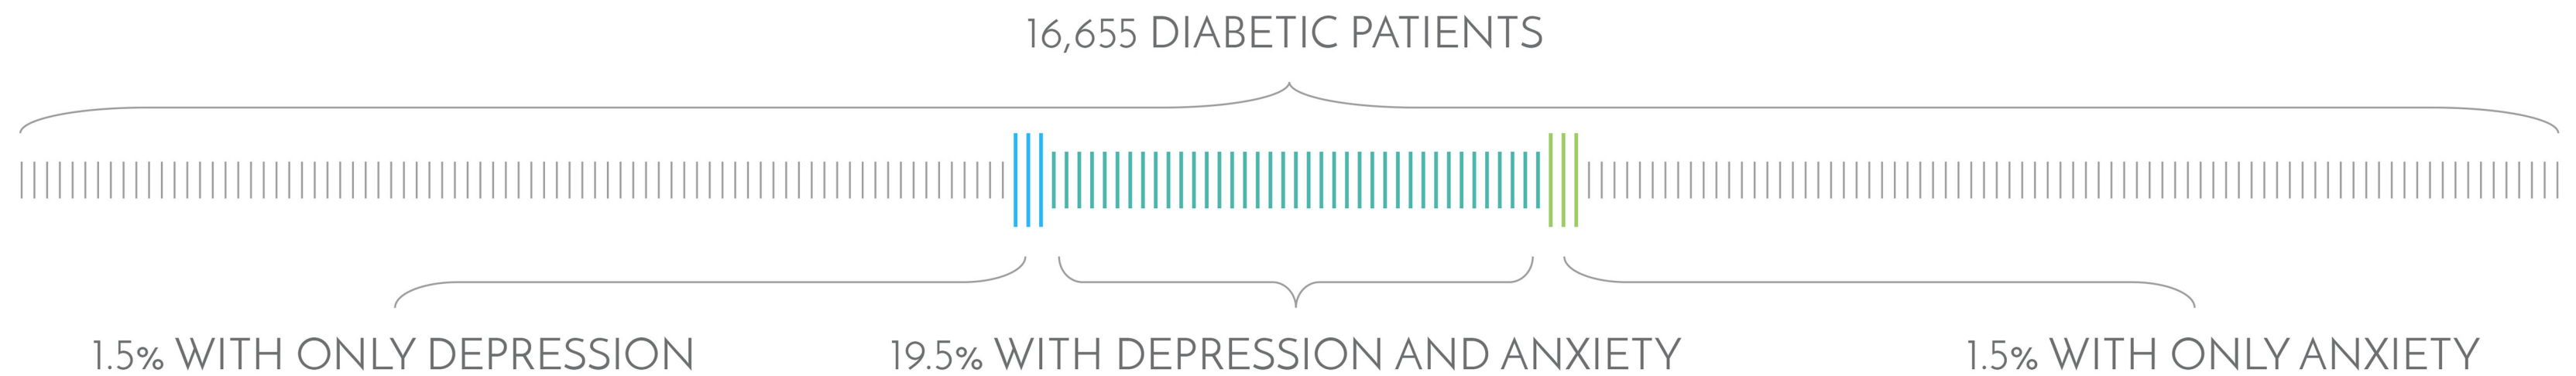 16,655 DIABETIC PATIENTS
1.5% WITH ONLY DEPRESSION
19.5% WITH DEPRESSION AND ANXIETY
1.5% WITH ONLY ANXIETY